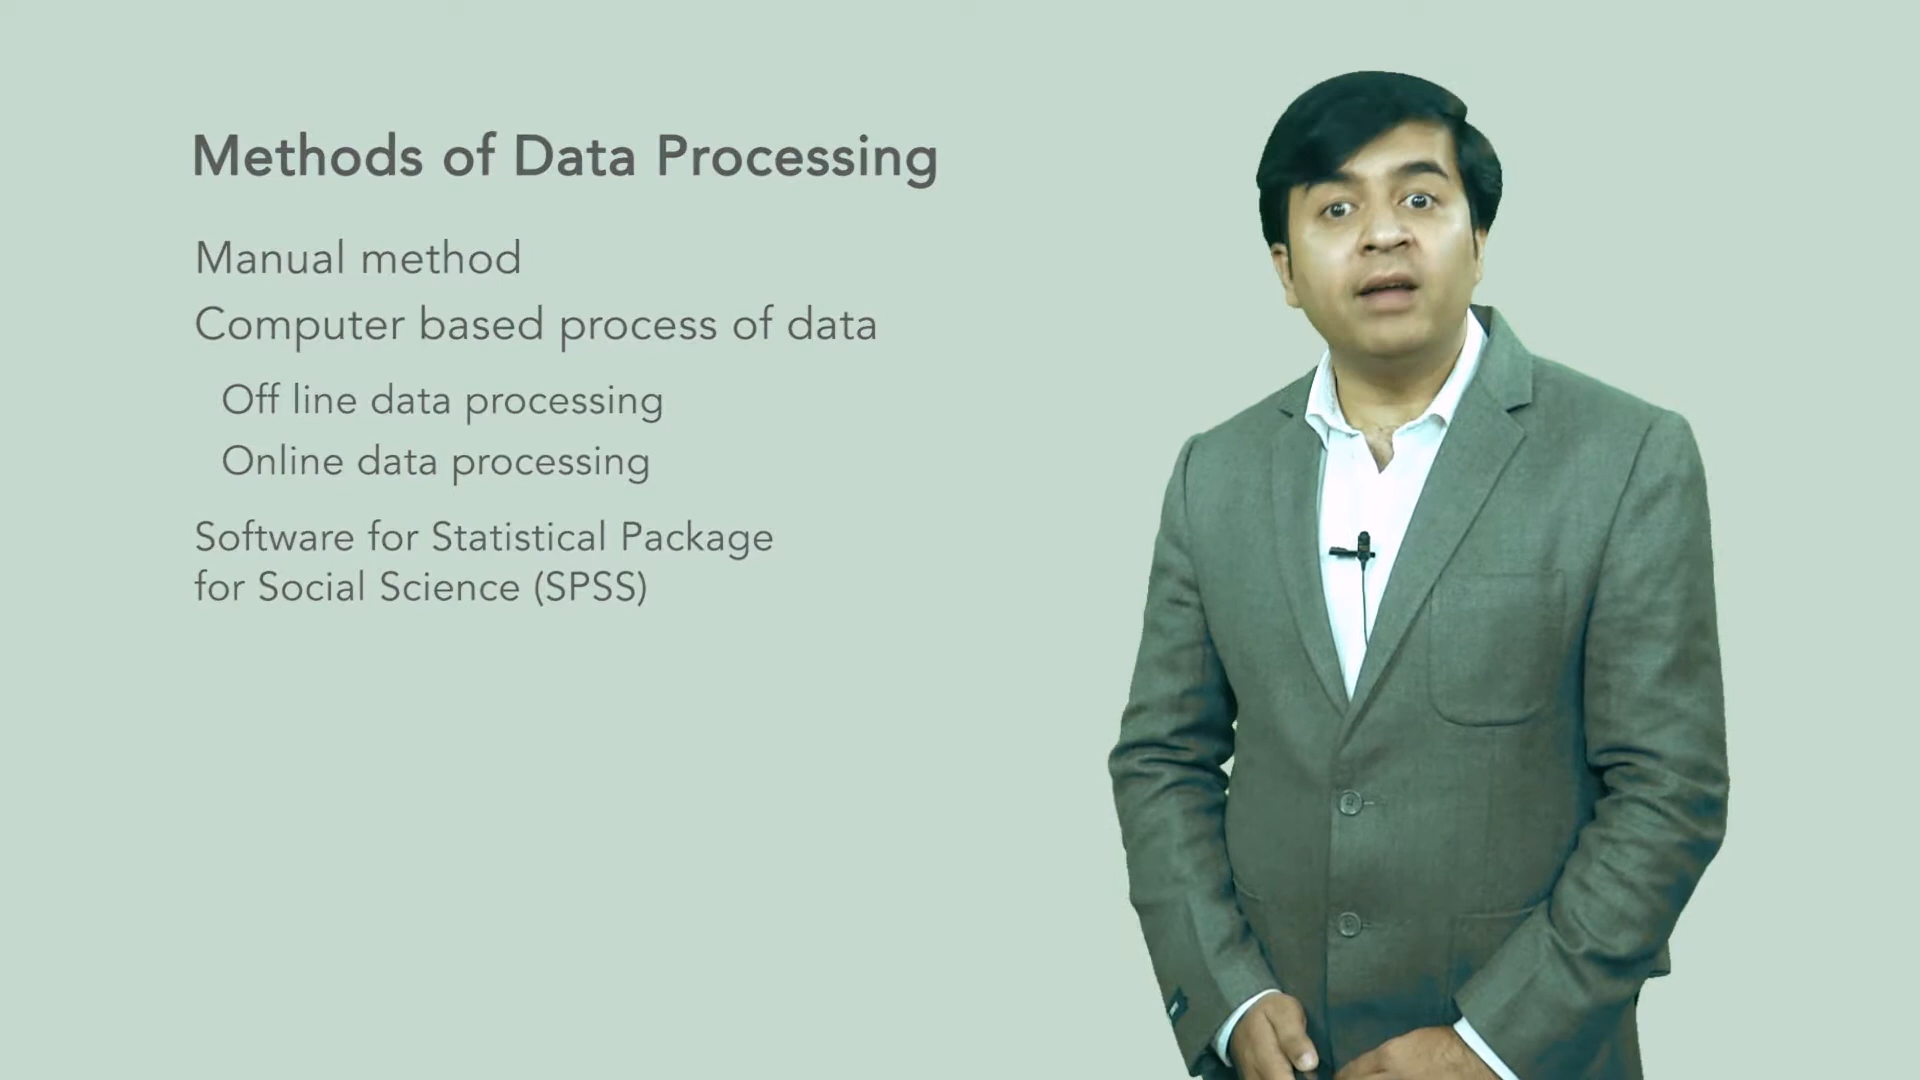 Methods of Data Processing
Manual method
Computer based process of data
Off line data processing
Online data processing
Software for Statistical Package
for Social Science (SPSS)